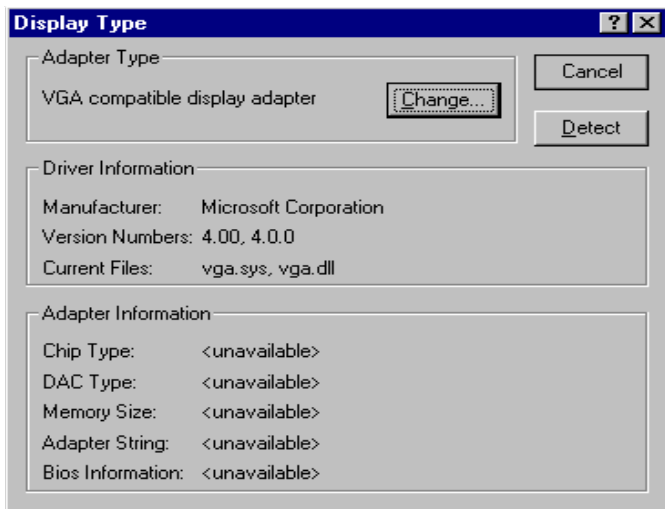 Display Type
Adapter Type
VGA compatible display adapter
Change...
Cancel
Detect
Driver Information
Manufacturer: Microsoft Corporation
Version Numbers: 4.00, 4.0.0
Current Files: vga.sys, vga.dll
Adapter Information
Chip Type: <unavailable>
DAC Type: <unavailable>
Memory Size: <unavailable>
Adapter String: <unavailable>
Bios Information: <unavailable>